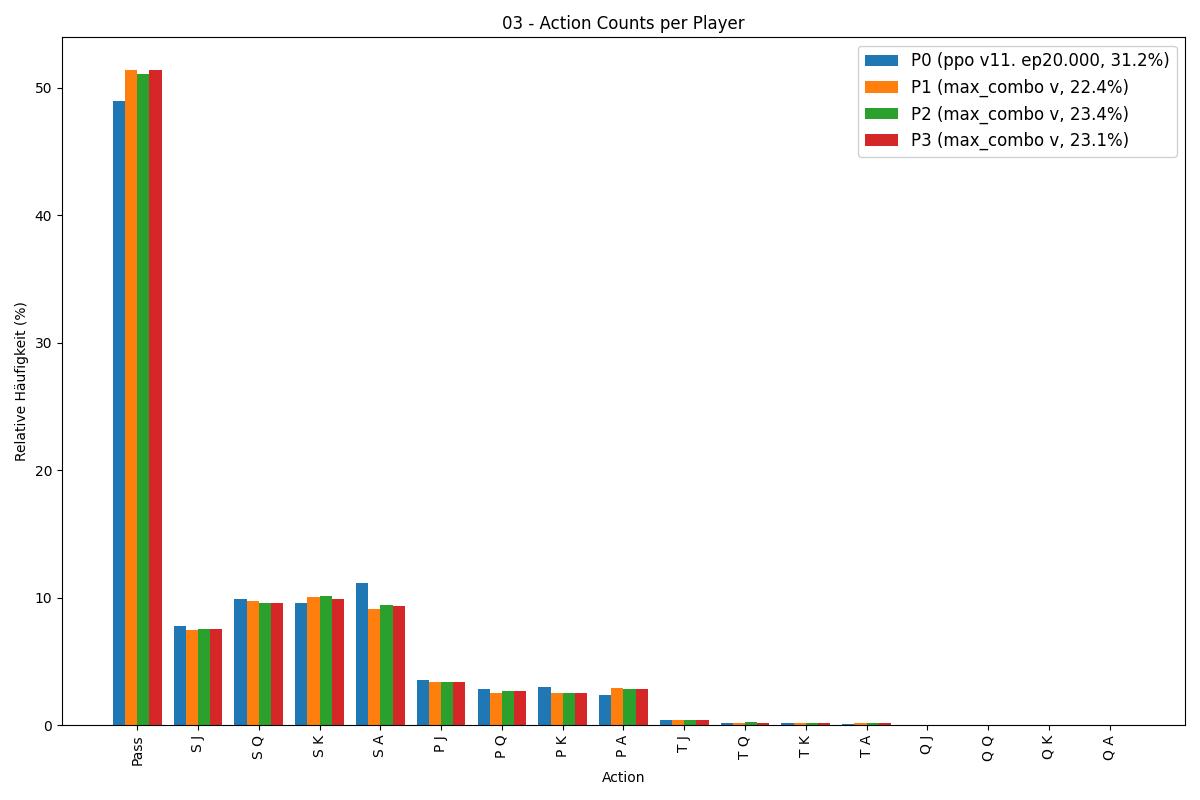 03 - Action Counts per Player
P0 (ppo v11. ep20.000, 31.2%)
P1 (max_combo v, 22.4%)
P2 (max_combo v, 23.4%)
P3 (max_combo v, 23.1%)
Relative Häufigkeit (%)
50
40
30
20
10
0
Pass
S J
S Q
S K
S A
P J
P Q
P K
P A
T J
T Q
T K
T A
Q J
Q Q
Q K
Q A
Action